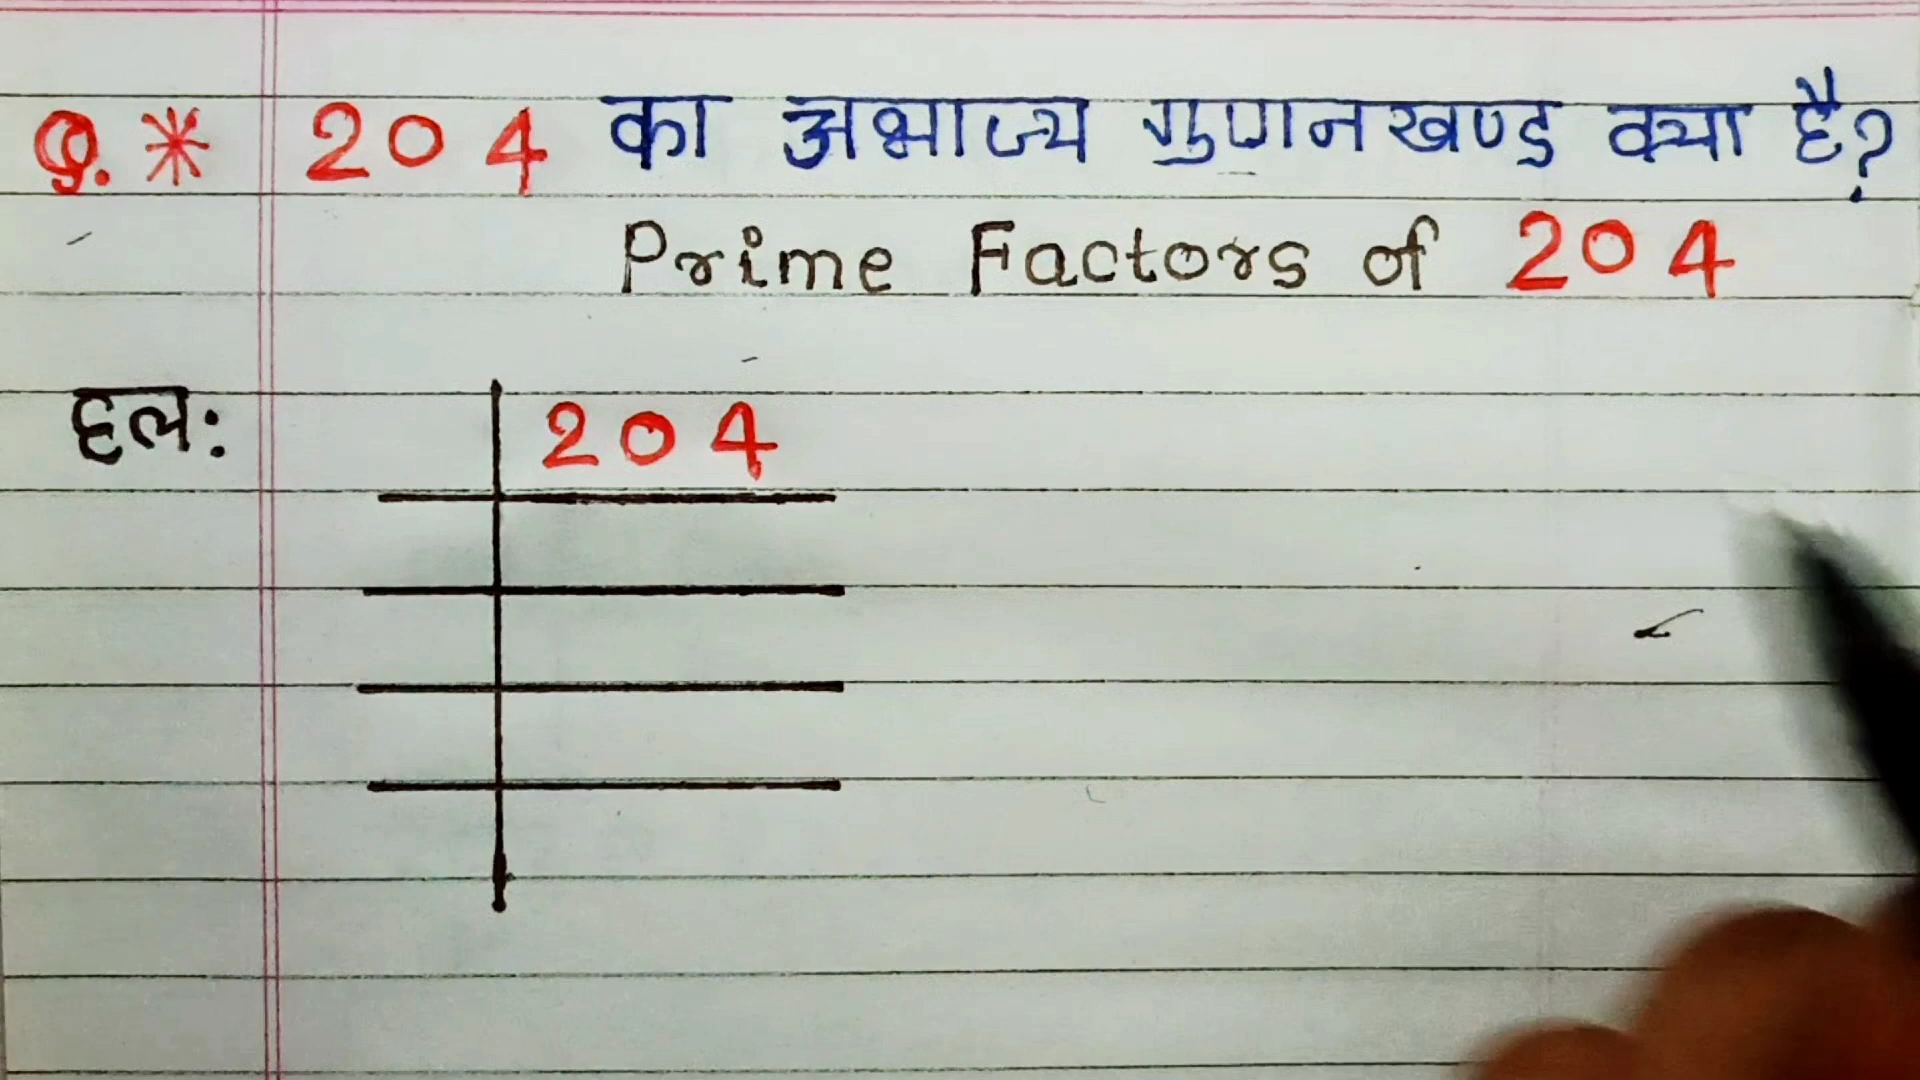 Q.* 204 का अभाज्य गुणनखण्ड क्या है?
Prime Factors of 204
हल: 204